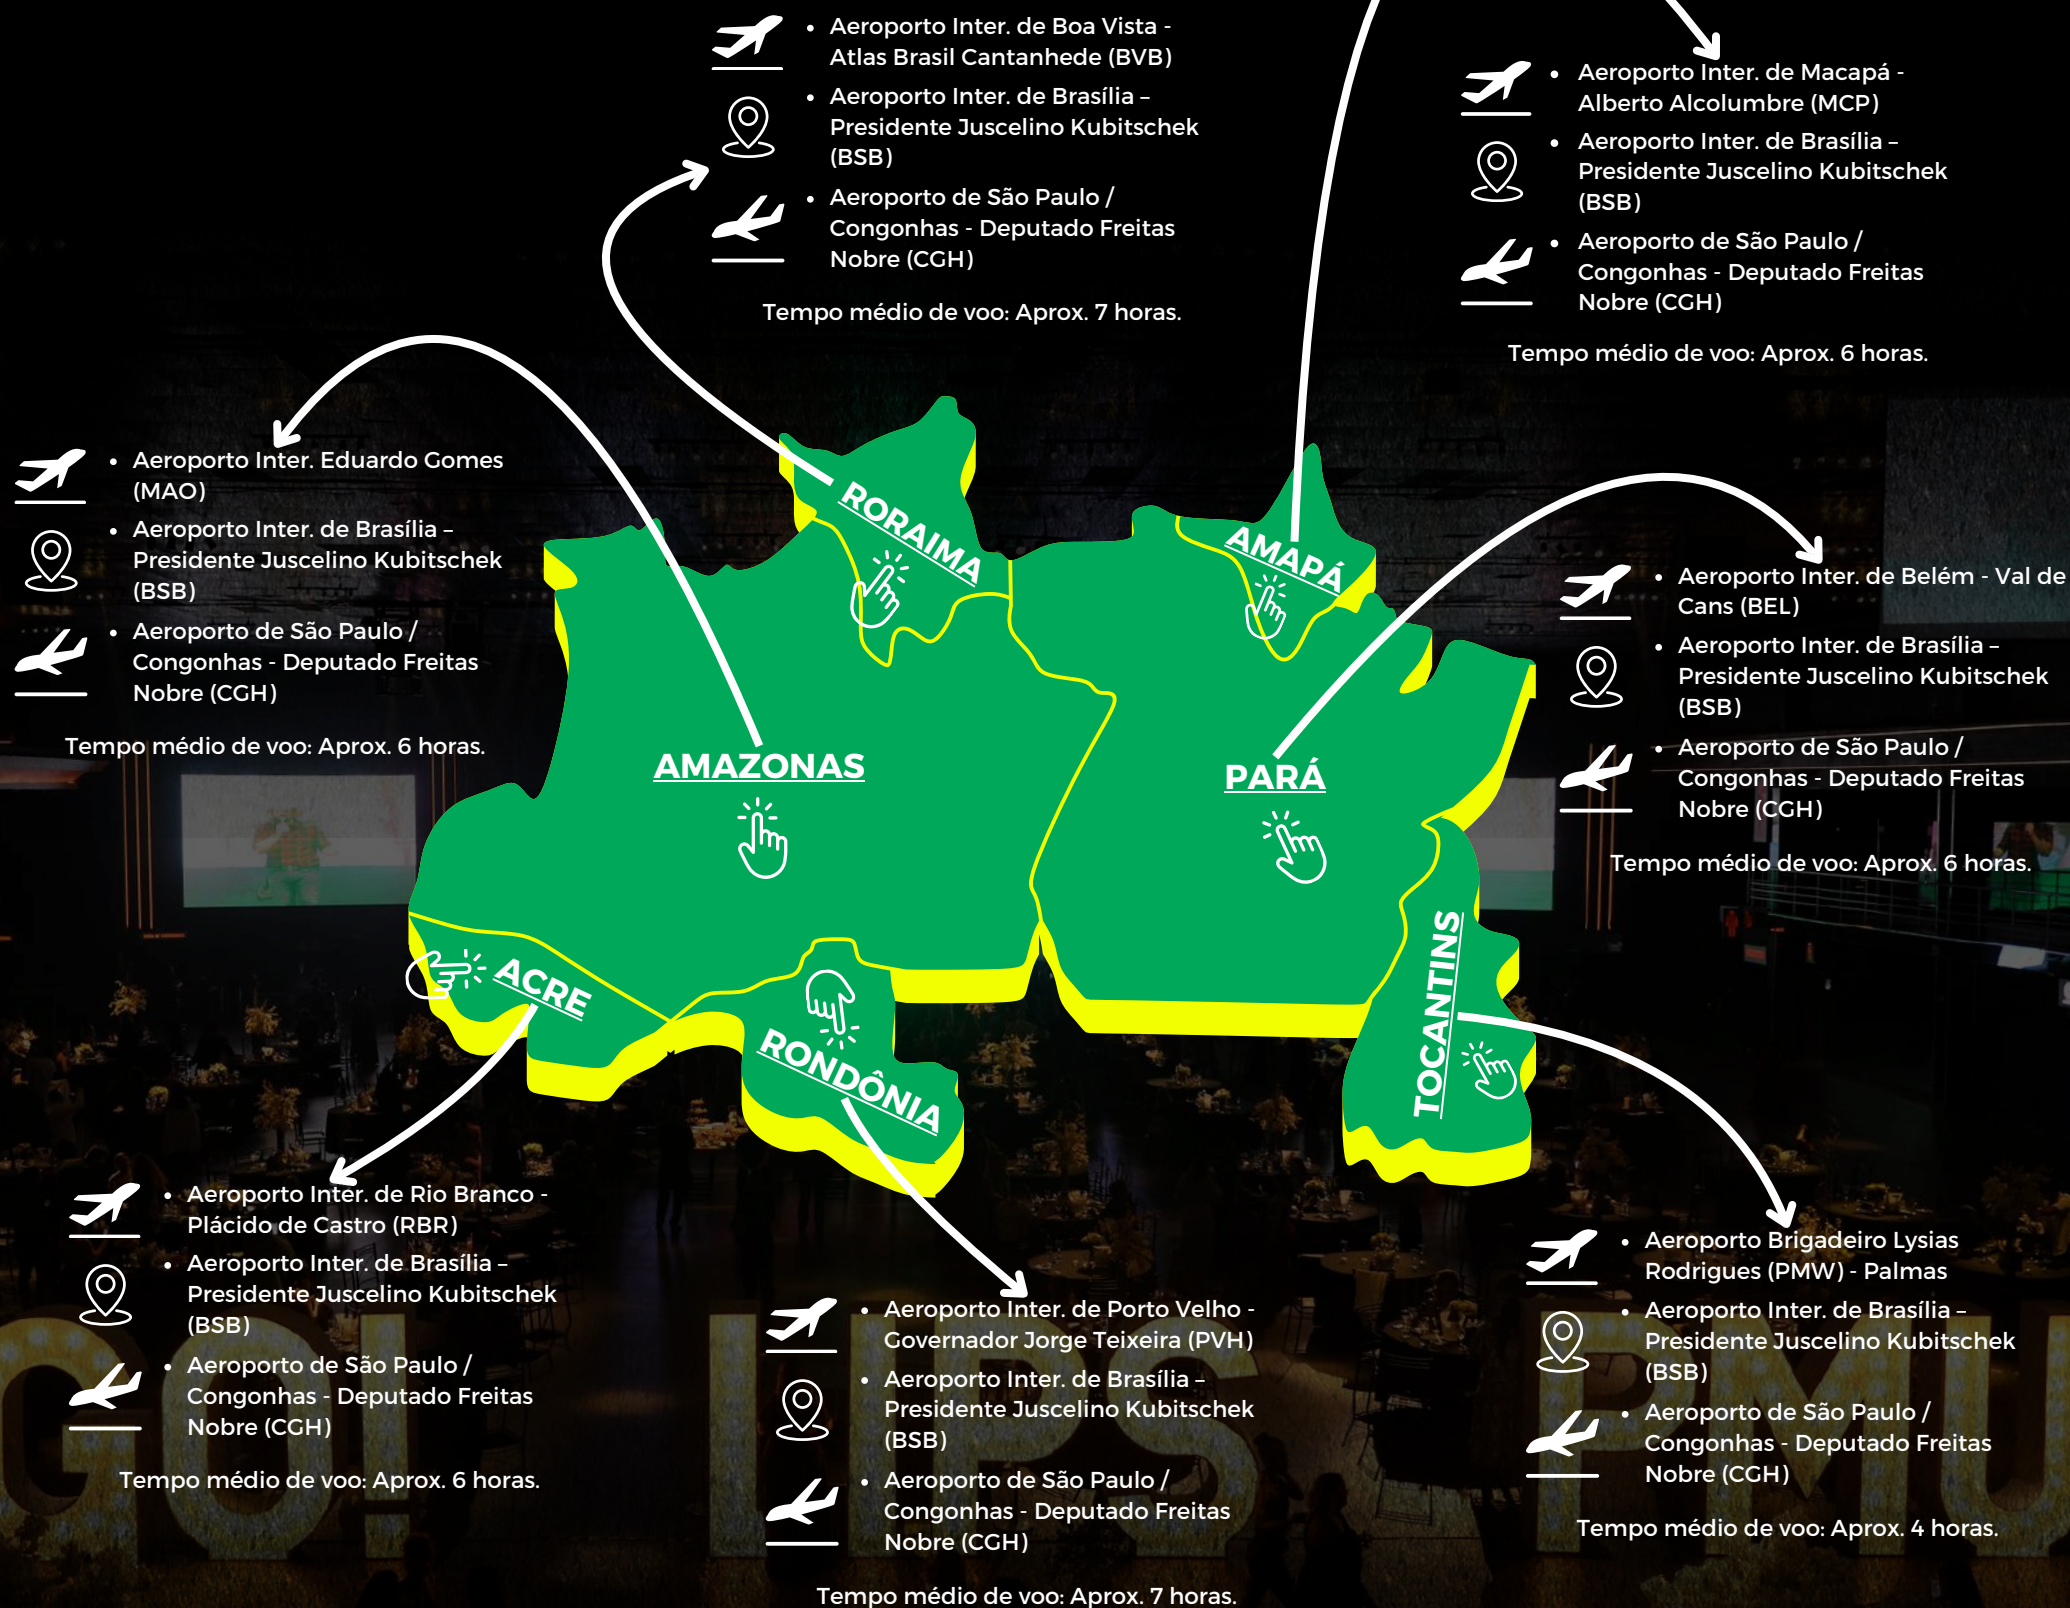 Aeroporto Inter. de Boa Vista -
Atlas Brasil Cantanhede (BVB)
Aeroporto Inter. de Brasília –
Presidente Juscelino Kubitschek
(BSB)
Aeroporto de São Paulo /
Congonhas - Deputado Freitas
Nobre (CGH)
Tempo médio de voo: Aprox. 7 horas.
Aeroporto Inter. de Macapá -
Alberto Alcolumbre (MCP)
Aeroporto Inter. de Brasília –
Presidente Juscelino Kubitschek
(BSB)
Aeroporto de São Paulo /
Congonhas - Deputado Freitas
Nobre (CGH)
Tempo médio de voo: Aprox. 6 horas.
Aeroporto Inter. Eduardo Gomes
(MAO)
Aeroporto Inter. de Brasília –
Presidente Juscelino Kubitschek
(BSB)
Aeroporto de São Paulo /
Congonhas - Deputado Freitas
Nobre (CGH)
Tempo médio de voo: Aprox. 6 horas.
RORAIMA
AMAPÁ
Aeroporto Inter. de Belém - Val de
Cans (BEL)
Aeroporto Inter. de Brasília –
Presidente Juscelino Kubitschek
(BSB)
Aeroporto de São Paulo /
Congonhas - Deputado Freitas
Nobre (CGH)
Tempo médio de voo: Aprox. 6 horas.
AMAZONAS
PARÁ
ACRE
RONDÔNIA
TOCANTINS
Aeroporto Inter. de Rio Branco -
Plácido de Castro (RBR)
Aeroporto Inter. de Brasília –
Presidente Juscelino Kubitschek
(BSB)
Aeroporto de São Paulo /
Congonhas - Deputado Freitas
Nobre (CGH)
Tempo médio de voo: Aprox. 6 horas.
Aeroporto Inter. de Porto Velho -
Governador Jorge Teixeira (PVH)
Aeroporto Inter. de Brasília –
Presidente Juscelino Kubitschek
(BSB)
Aeroporto de São Paulo /
Congonhas - Deputado Freitas
Nobre (CGH)
Tempo médio de voo: Aprox. 7 horas.
Aeroporto Brigadeiro Lysias
Rodrigues (PMW) - Palmas
Aeroporto Inter. de Brasília –
Presidente Juscelino Kubitschek
(BSB)
Aeroporto de São Paulo /
Congonhas - Deputado Freitas
Nobre (CGH)
Tempo médio de voo: Aprox. 4 horas.